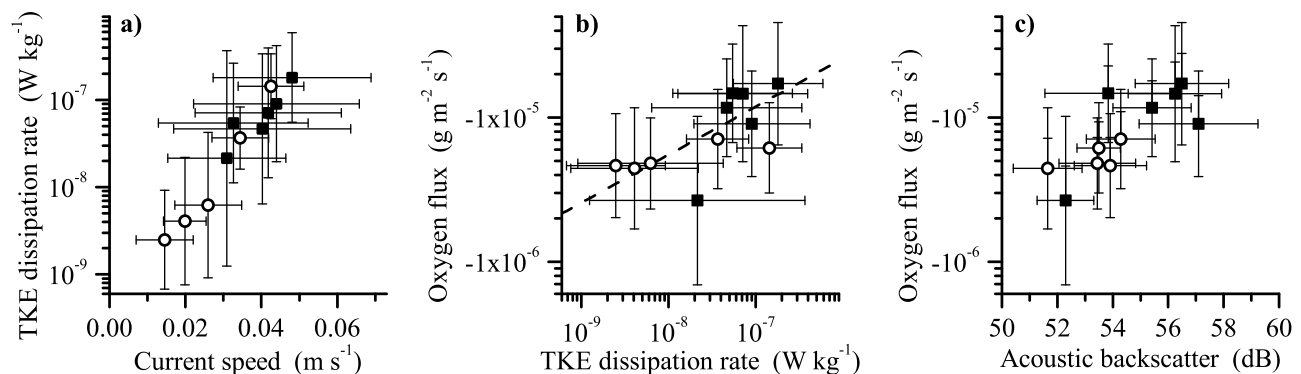 a)
TKE dissipation rate (W kg⁻¹)
10⁻⁷
10⁻⁸
10⁻⁹
0.00 0.02 0.04 0.06
Current speed (m s⁻¹)
b)
Oxygen flux (g m⁻² s⁻¹)
-1x10⁻⁵
-1x10⁻⁶
10⁻⁹ 10⁻⁸ 10⁻⁷
TKE dissipation rate (W kg⁻¹)
c)
Oxygen flux (g m⁻² s⁻¹)
-10⁻⁵
-10⁻⁶
50 52 54 56 58 60
Acoustic backscatter (dB)